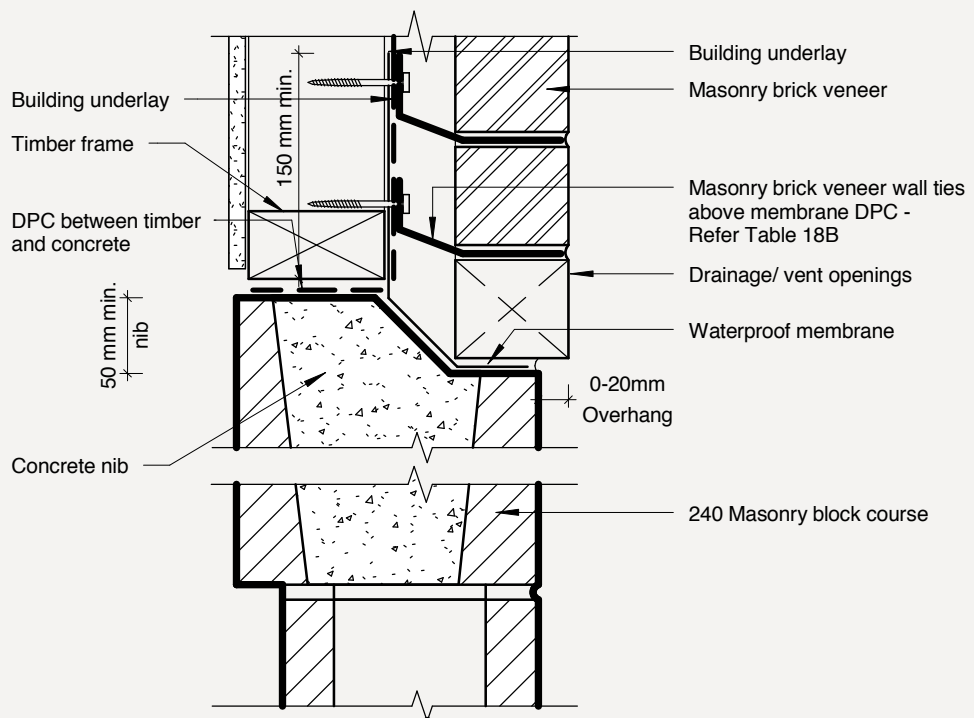 Building underlay
Masonry brick veneer
Building underlay
Timber frame
150 mm min.
DPC between timber
and concrete
Masonry brick veneer wall ties
above membrane DPC -
Refer Table 18B
Drainage/ vent openings
Waterproof membrane
50 mm min.
nib
0-20mm
Overhang
Concrete nib
240 Masonry block course